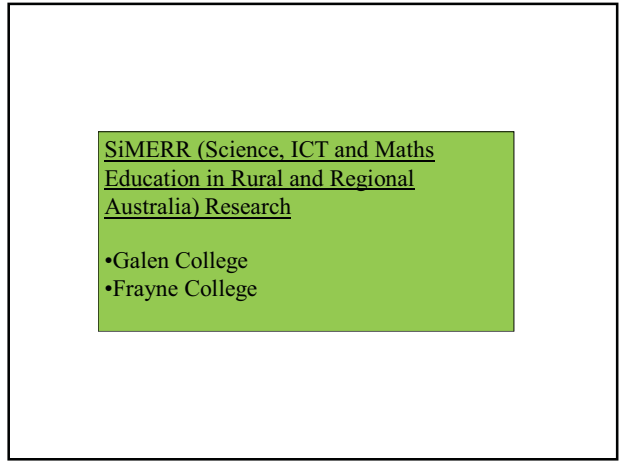 SiMERR (Science, ICT and Maths
Education in Rural and Regional
Australia) Research
•Galen College
•Frayne College